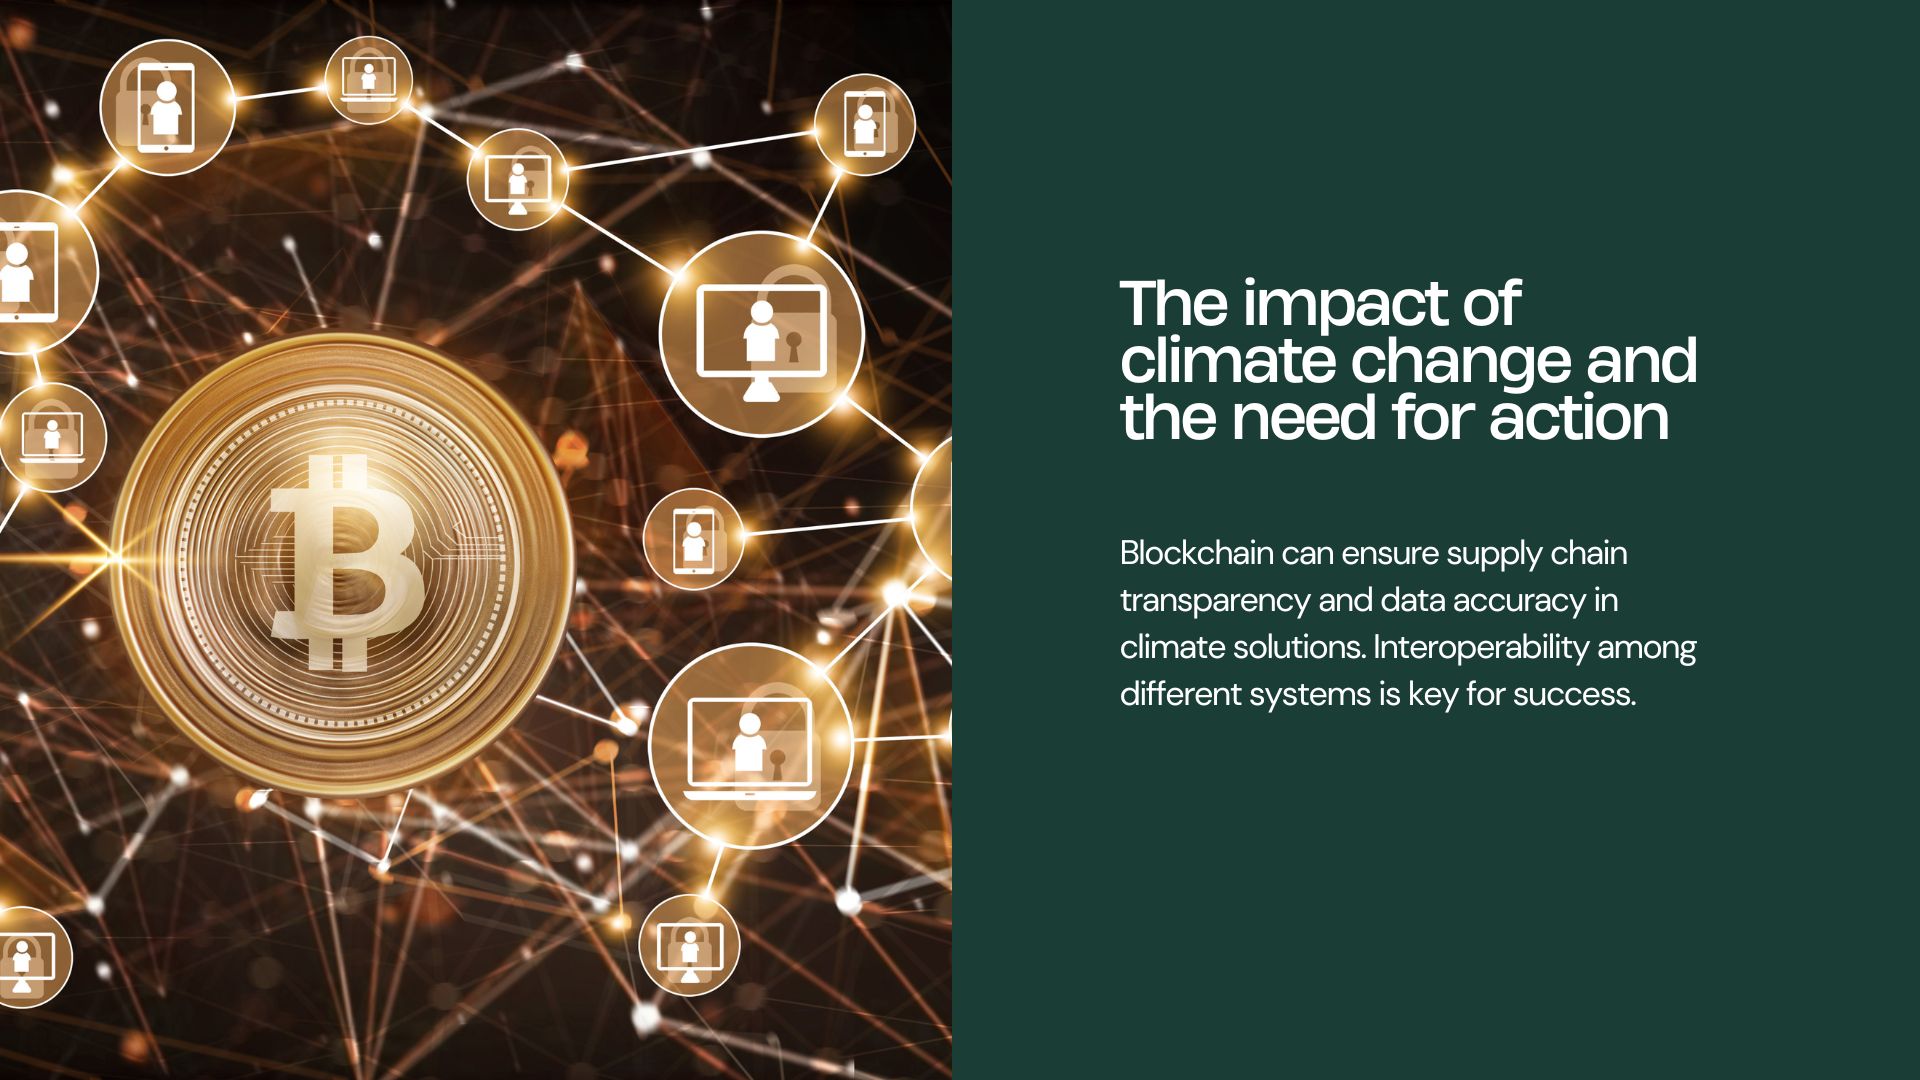 The impact of
climate change and
the need for action
Blockchain can ensure supply chain
transparency and data accuracy in
climate solutions. Interoperability among
different systems is key for success.